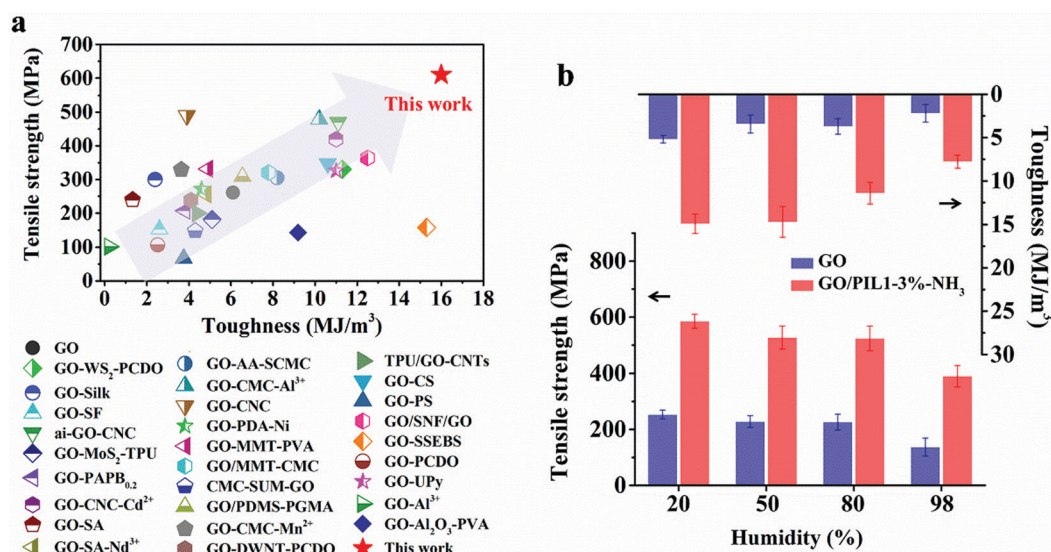 a
700
600
500
400
300
200
100
0
Tensile strength (MPa)
This work
0 2 4 6 8 10 12 14 16 18
Toughness (MJ/m³)
GO
GO-WS₂-PCDO
GO-Silk
GO-SF
ai-GO-CNC
GO-MoS₂-TPU
GO-PAPB₀.₂
GO-CNC-Cd²⁺
GO-SA
GO-SA-Nd³⁺
GO-AA-SCMC
GO-CMC-Al³⁺
GO-CNC
GO-PDA-Ni
GO-MMT-PVA
GO/MMT-CMC
CMC-SUM-GO
GO/PDMS-PGMA
GO-CMC-Mn²⁺
GO-DWNT-PCDO
TPU/GO-CNTs
GO-CS
GO-PS
GO/SNF/GO
GO-SSEBS
GO-PCDO
GO-UPy
GO-Al³⁺
GO-Al₂O₃-PVA
This work
b
0
5
10
15
20
25
30
Toughness (MJ/m³)
GO
GO/PIL1-3%-NH₃
800
600
400
200
0
Tensile strength (MPa)
20 50 80 98
Humidity (%)